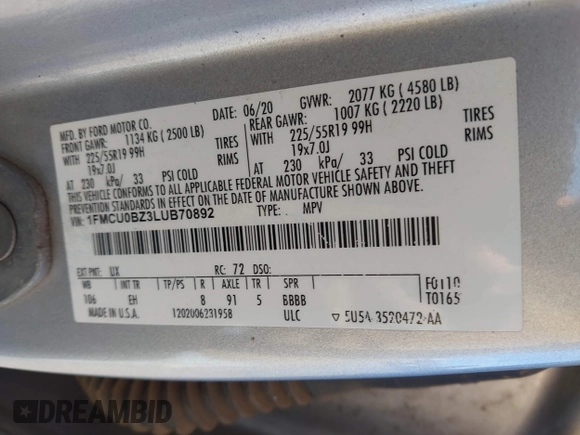 MFD. BY FORD MOTOR CO.
06/20 GVWR: 2077 KG ( 4580 LB)
FRONT GAWR: 1134 KG ( 2500 LB) REAR GAWR: 1007 KG ( 2220 LB)
WITH 225/55R19 99H TIRES WITH 225/55R19 99H TIRES
19x7.0J RIMS 19x7.0J RIMS
AT 230 kPa/ 33 PSI COLD AT 230 kPa/ 33 PSI COLD
THIS VEHICLE CONFORMS TO ALL APPLICABLE FEDERAL MOTOR VEHICLE SAFETY AND THEFT
PREVENTION STANDARDS IN EFFECT ON THE DATE OF MANUFACTURE SHOWN ABOVE.
VIN: 1FMCU0BZ3LUB70892 TYPE: MPV
EXT PNT: UX RC: 72 DSO:
WB INT TR TP/PS R AXLE TR SPR
106 EH 8 91 5 BBBB
F0110
T0165
MADE IN U.S.A. 1202006231958 ULC ▽ 5U5A 3520472 AA
DREAMBID